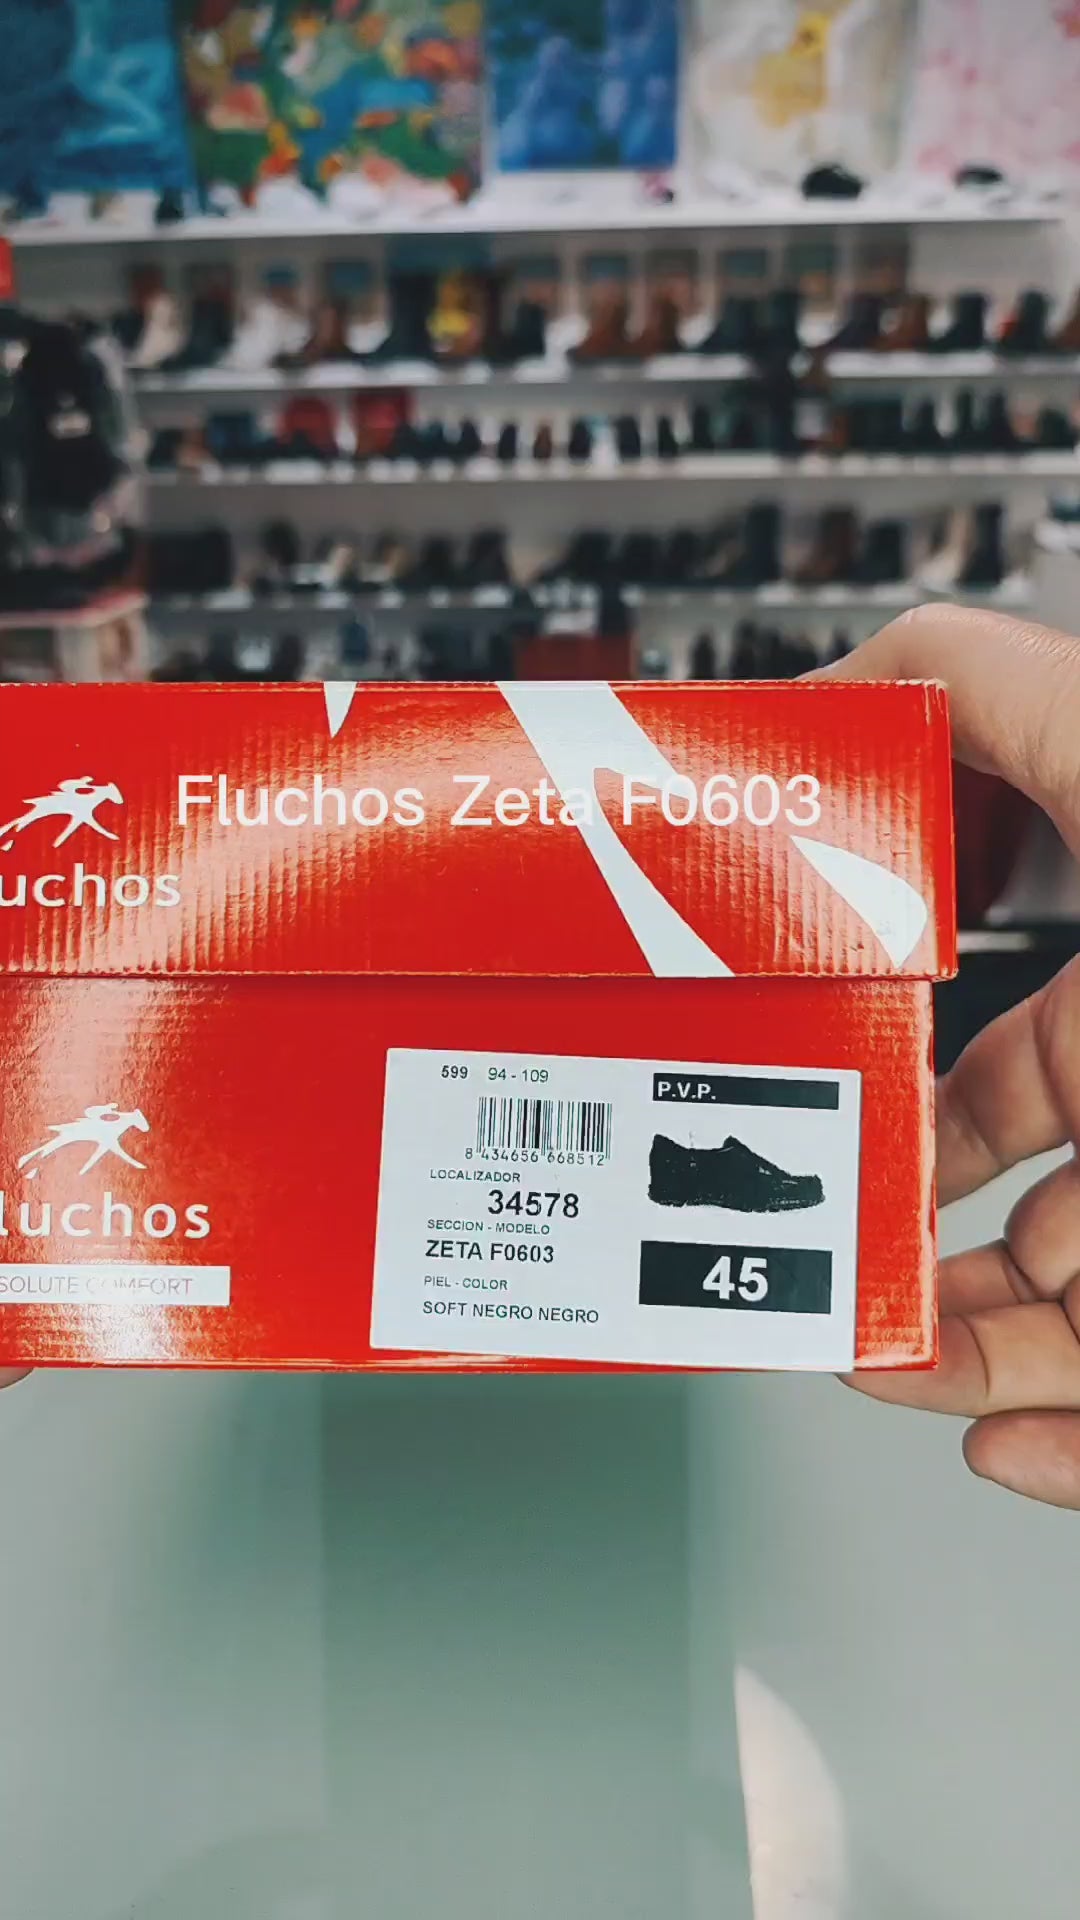 Fluchos Zeta F0603
uchos
luchos
SOLUTE COMFORT
599 94 - 109
P.V.P.
8 434656 668512
LOCALIZADOR
34578
SECCION - MODELO
ZETA F0603
45
PIEL - COLOR
SOFT NEGRO NEGRO